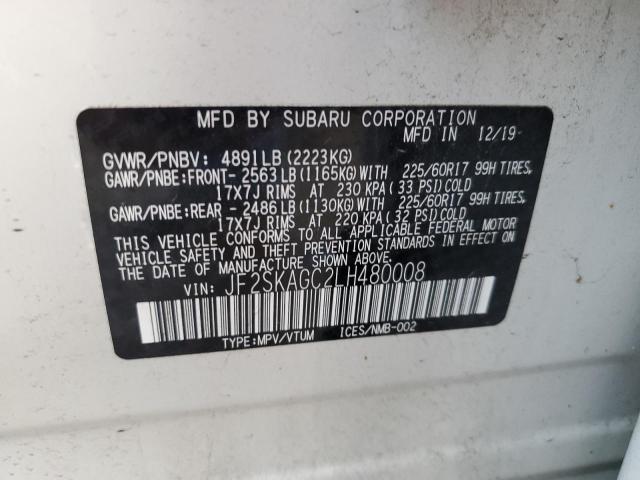 MFD BY SUBARU CORPORATION
MFD IN 12/19
GVWR/PNBV: 4891LB (2223KG)
GAWR/PNBE:FRONT- 2563LB (1165KG)WITH 225/60R17 99H TIRES,
17X7J RIMS AT 230 KPA (33 PSI)COLD
GAWR/PNBE:REAR - 2486LB (1130KG)WITH 225/60R17 99H TIRES,
17X7J RIMS AT 220 KPA (32 PSI)COLD
THIS VEHICLE CONFORMS TO ALL APPLICABLE FEDERAL MOTOR
VEHICLE SAFETY AND THEFT PREVENTION STANDARDS IN EFFECT
ON THE DATE OF MANUFACTURE SHOWN ABOVE.
VIN: JF2SKAGC2LH480008
TYPE:MPV/VTUM ICES/NMB-002